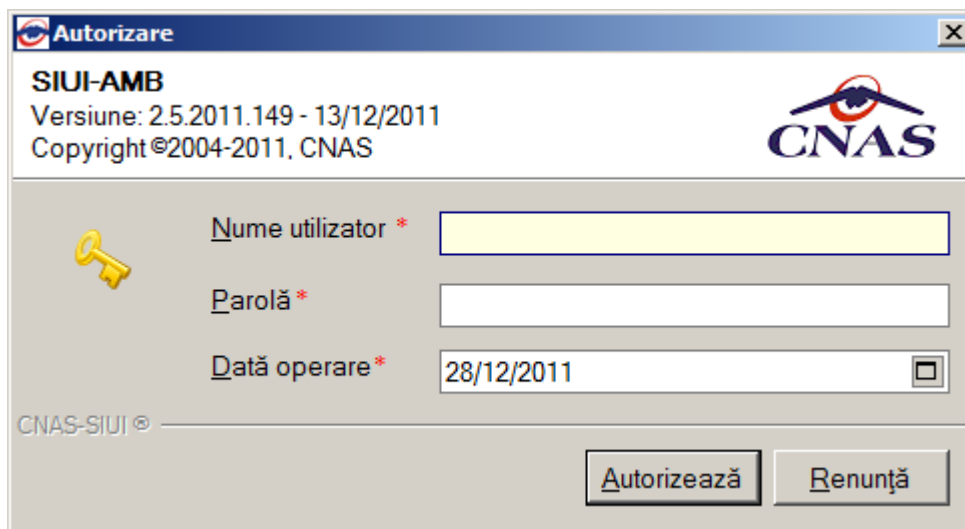 Autorizare
SIUI-AMB
Versiune: 2.5.2011.149 - 13/12/2011
Copyright ©2004-2011, CNAS
CNAS
Nume utilizator *
Parolă *
Dată operare * 28/12/2011
CNAS-SIUI ®
Autorizează Renunţă